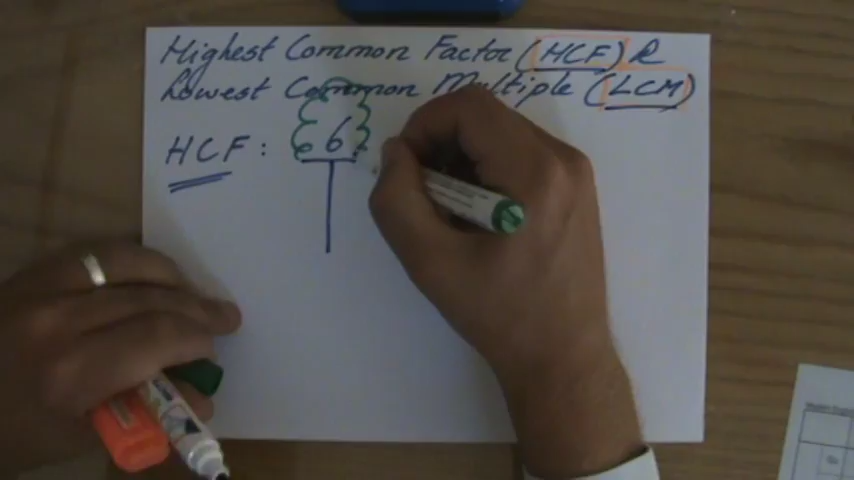 Highest Common Factor (HCF) &
Lowest Common Multiple (LCM)
HCF : 6